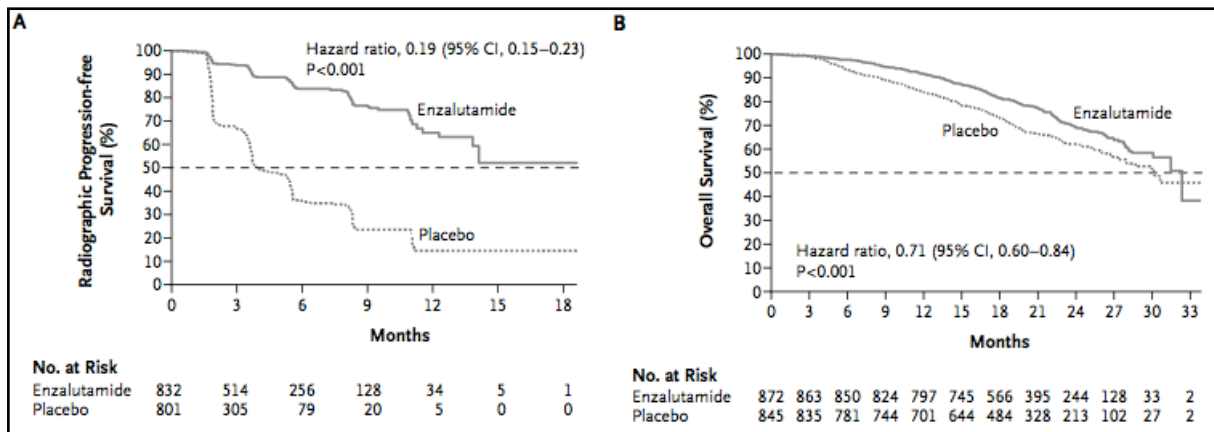 A
Radiographic Progression-free
Survival (%)
100
90
80
70
60
50
40
30
20
10
0
Hazard ratio, 0.19 (95% CI, 0.15–0.23)
P<0.001
Enzalutamide
Placebo
0 3 6 9 12 15 18
Months
No. at Risk
Enzalutamide 832 514 256 128 34 5 1
Placebo 801 305 79 20 5 0 0
B
Overall Survival (%)
100
90
80
70
60
50
40
30
20
10
0
Enzalutamide
Placebo
Hazard ratio, 0.71 (95% CI, 0.60–0.84)
P<0.001
0 3 6 9 12 15 18 21 24 27 30 33
Months
No. at Risk
Enzalutamide 872 863 850 824 797 745 566 395 244 128 33 2
Placebo 845 835 781 744 701 644 484 328 213 102 27 2